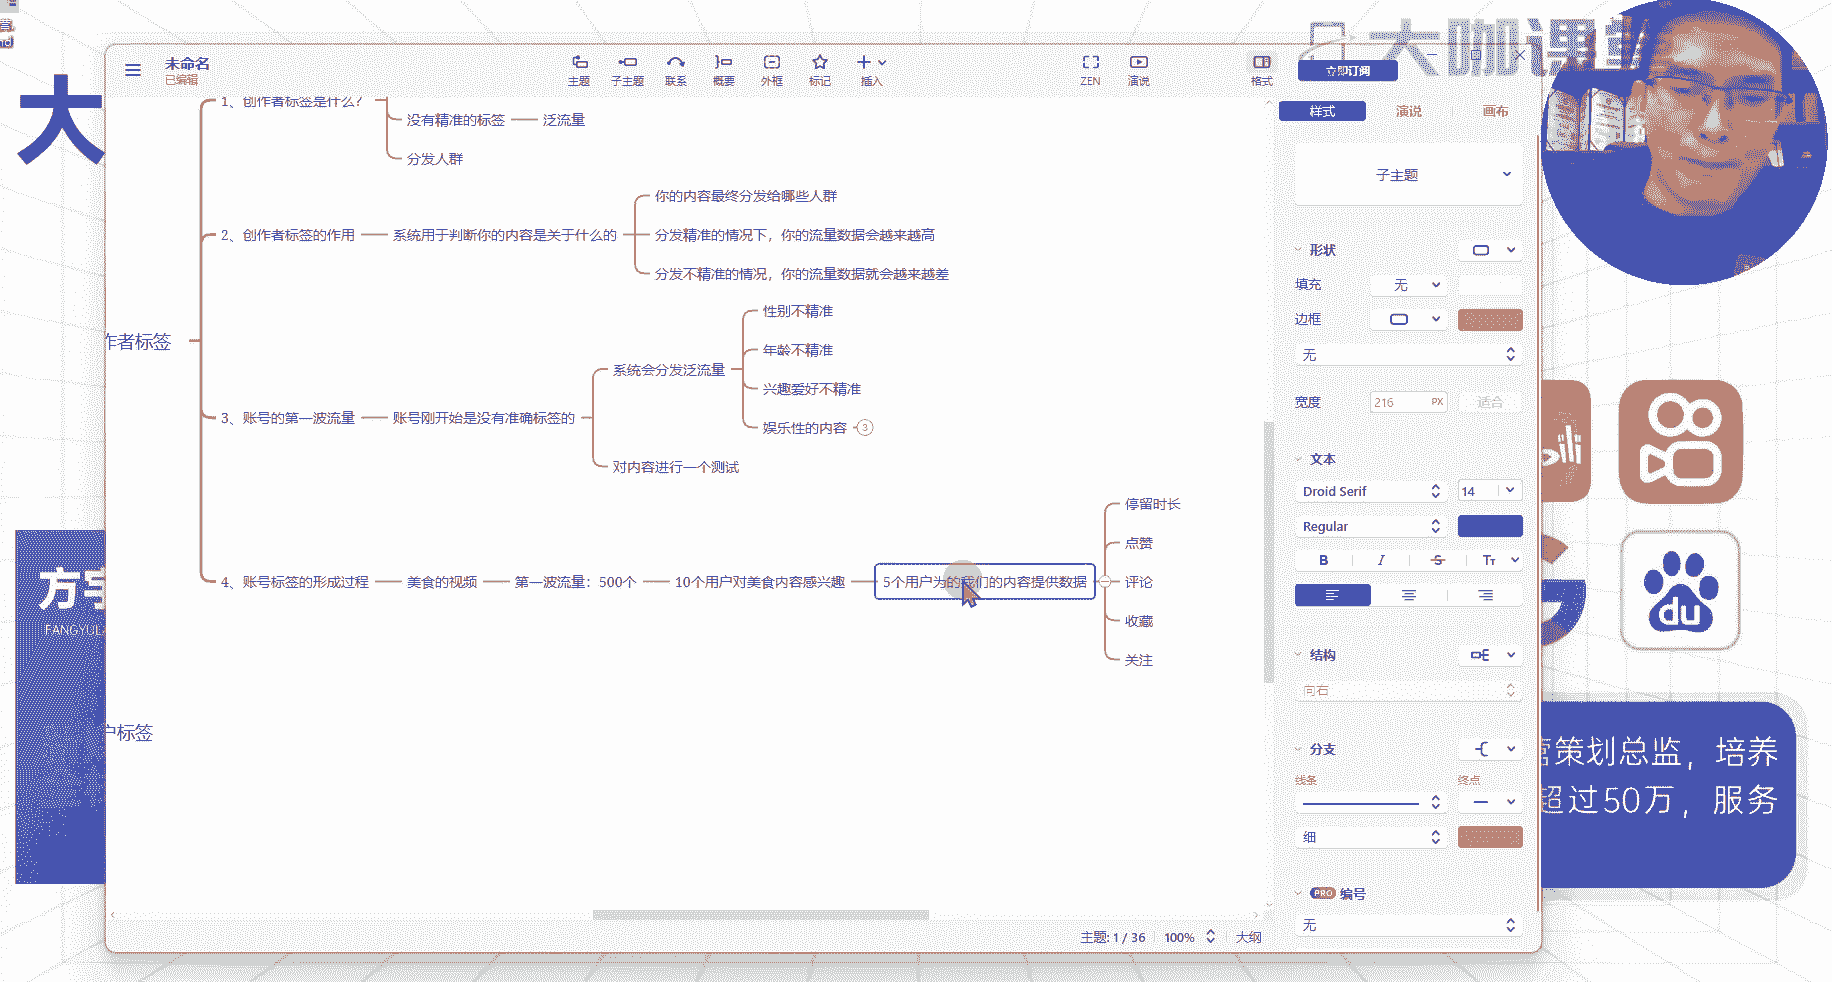 大咖课堂
未命名
已编辑
主题
子主题
联系
概要
外框
标记
插入
ZEN
演说
格式
立即订阅
样式
演说
画布
大
1、创作者标签是什么？
没有精准的标签
泛流量
分发人群
2、创作者标签的作用
系统用于判断你的内容是关于什么的
你的内容最终分发给哪些人群
分发精准的情况下，你的流量数据会越来越高
分发不精准的情况，你的流量数据就会越来越差
作者标签
3、账号的第一波流量
账号刚开始是没有准确标签的
系统会分发泛流量
性别不精准
年龄不精准
兴趣爱好不精准
娱乐性的内容
3
对内容进行一个测试
4、账号标签的形成过程
美食的视频
第一波流量：500个
10个用户对美食内容感兴趣
5个用户为的我们的内容提供数据
停留时长
点赞
评论
收藏
关注
户标签
子主题
形状
填充
无
边框
无
宽度
216
PX
适合
文本
Droid Serif
14
Regular
B
I
S
Tт
结构
向右
分支
线条
终点
细
PRO
编号
无
主题: 1 / 36
100%
大纲
方宇
FANGYU
du
营策划总监，培养
超过50万，服务